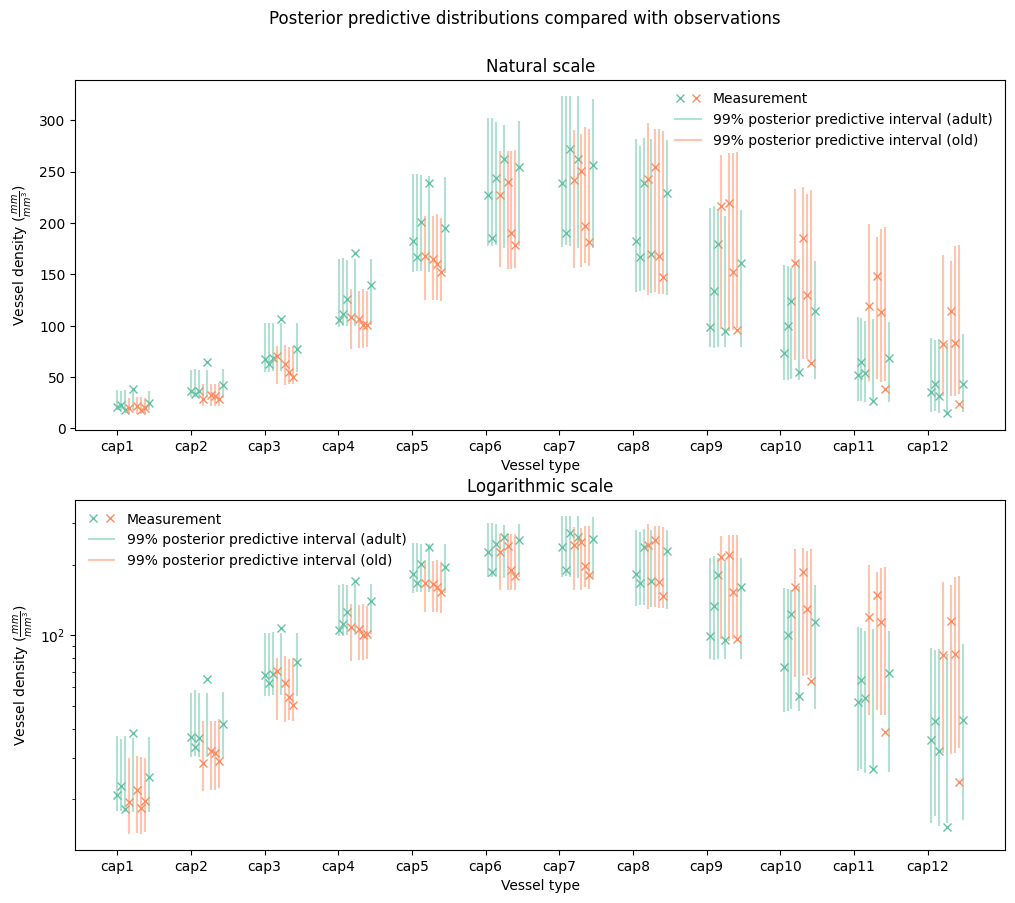 Posterior predictive distributions compared with observations
Natural scale
Measurement
99% posterior predictive interval (adult)
99% posterior predictive interval (old)
Vessel density (mm/mm³)
300
250
200
150
100
50
0
cap1 cap2 cap3 cap4 cap5 cap6 cap7 cap8 cap9 cap10 cap11 cap12
Vessel type
Logarithmic scale
Measurement
99% posterior predictive interval (adult)
99% posterior predictive interval (old)
Vessel density (mm/mm³)
10²
cap1 cap2 cap3 cap4 cap5 cap6 cap7 cap8 cap9 cap10 cap11 cap12
Vessel type